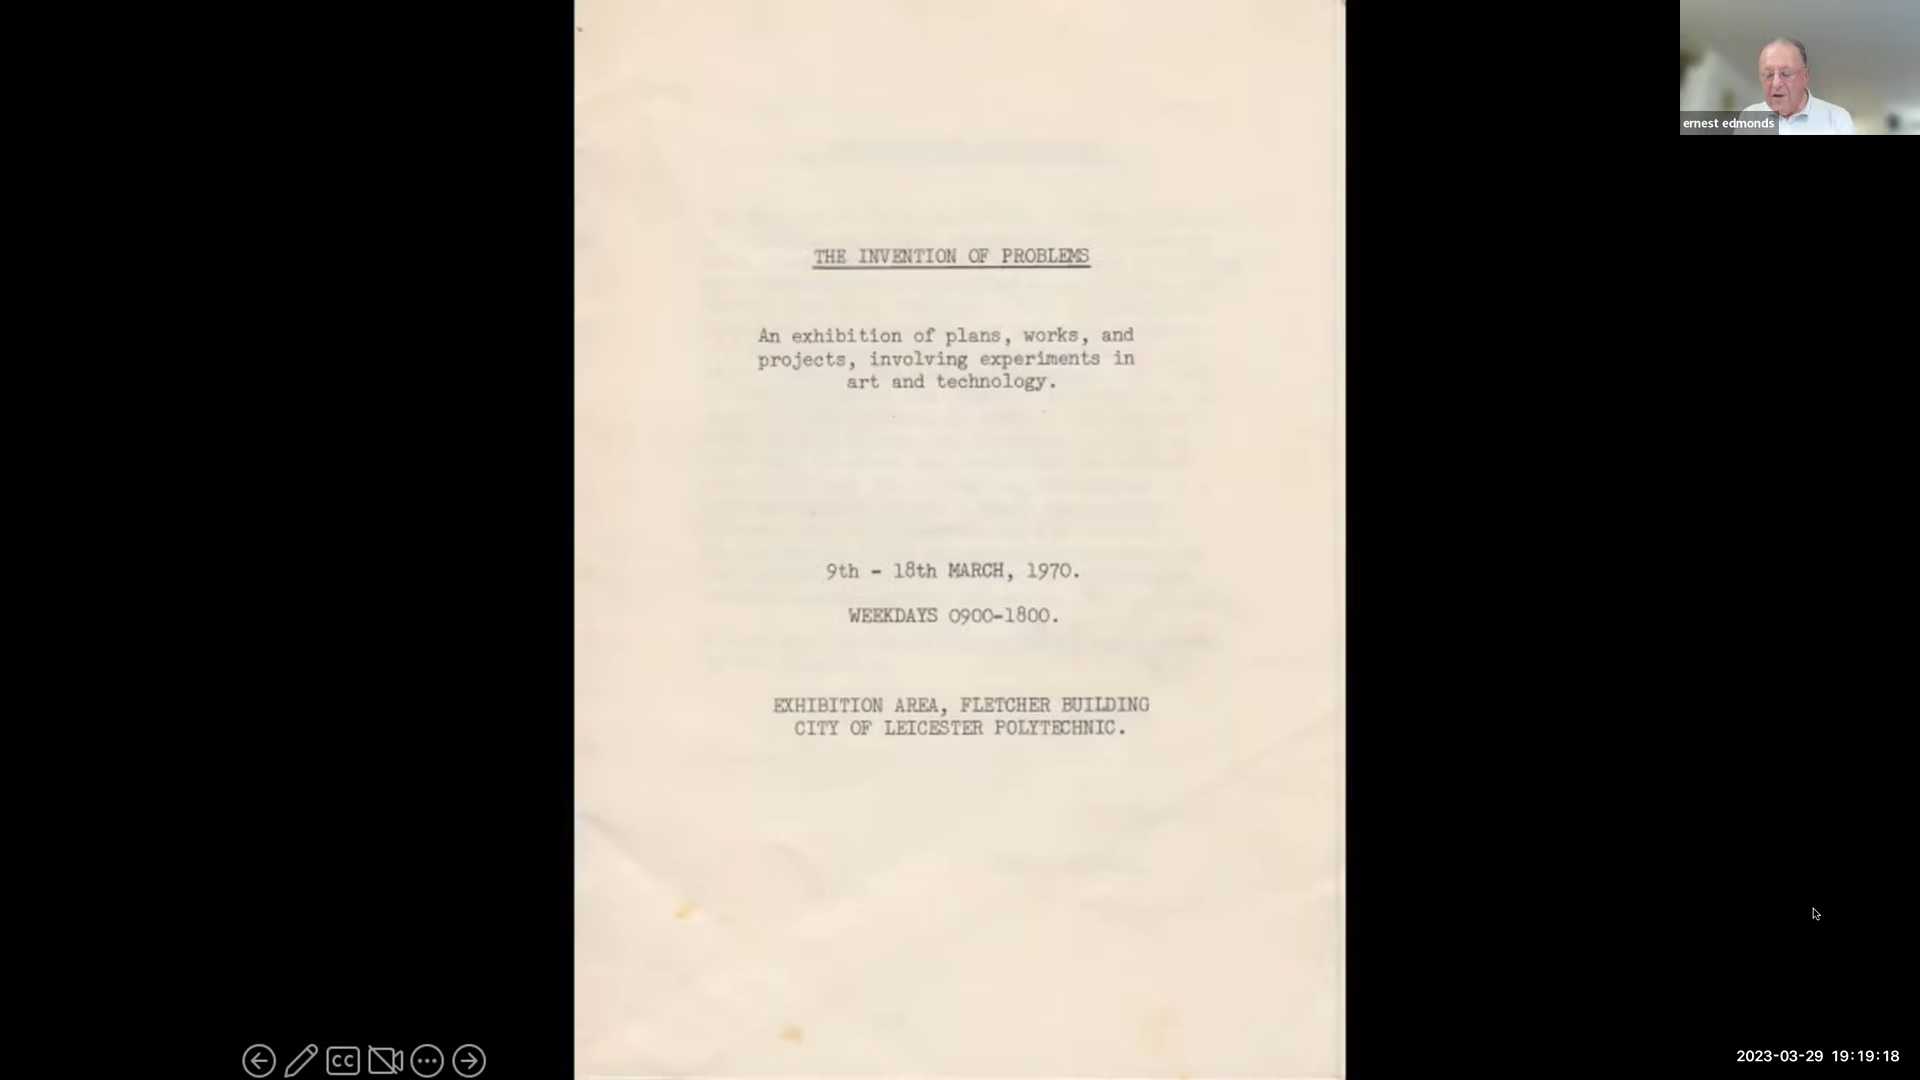 ernest edmonds
THE INVENTION OF PROBLEMS
An exhibition of plans, works, and
projects, involving experiments in
art and technology.
9th - 18th MARCH, 1970.
WEEKDAYS 0900-1800.
EXHIBITION AREA, FLETCHER BUILDING
CITY OF LEICESTER POLYTECHNIC.
CC
2023-03-29 19:19:18